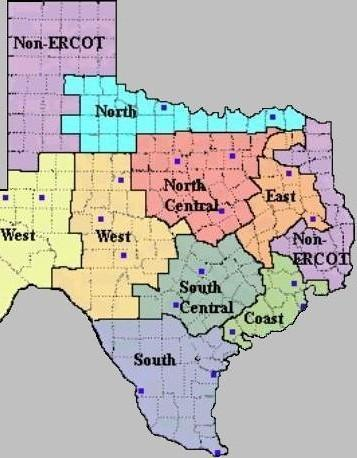 Non-ERCOT
North
North
Central
East
West
West
Non-
ERCOT
South
Central
Coast
South